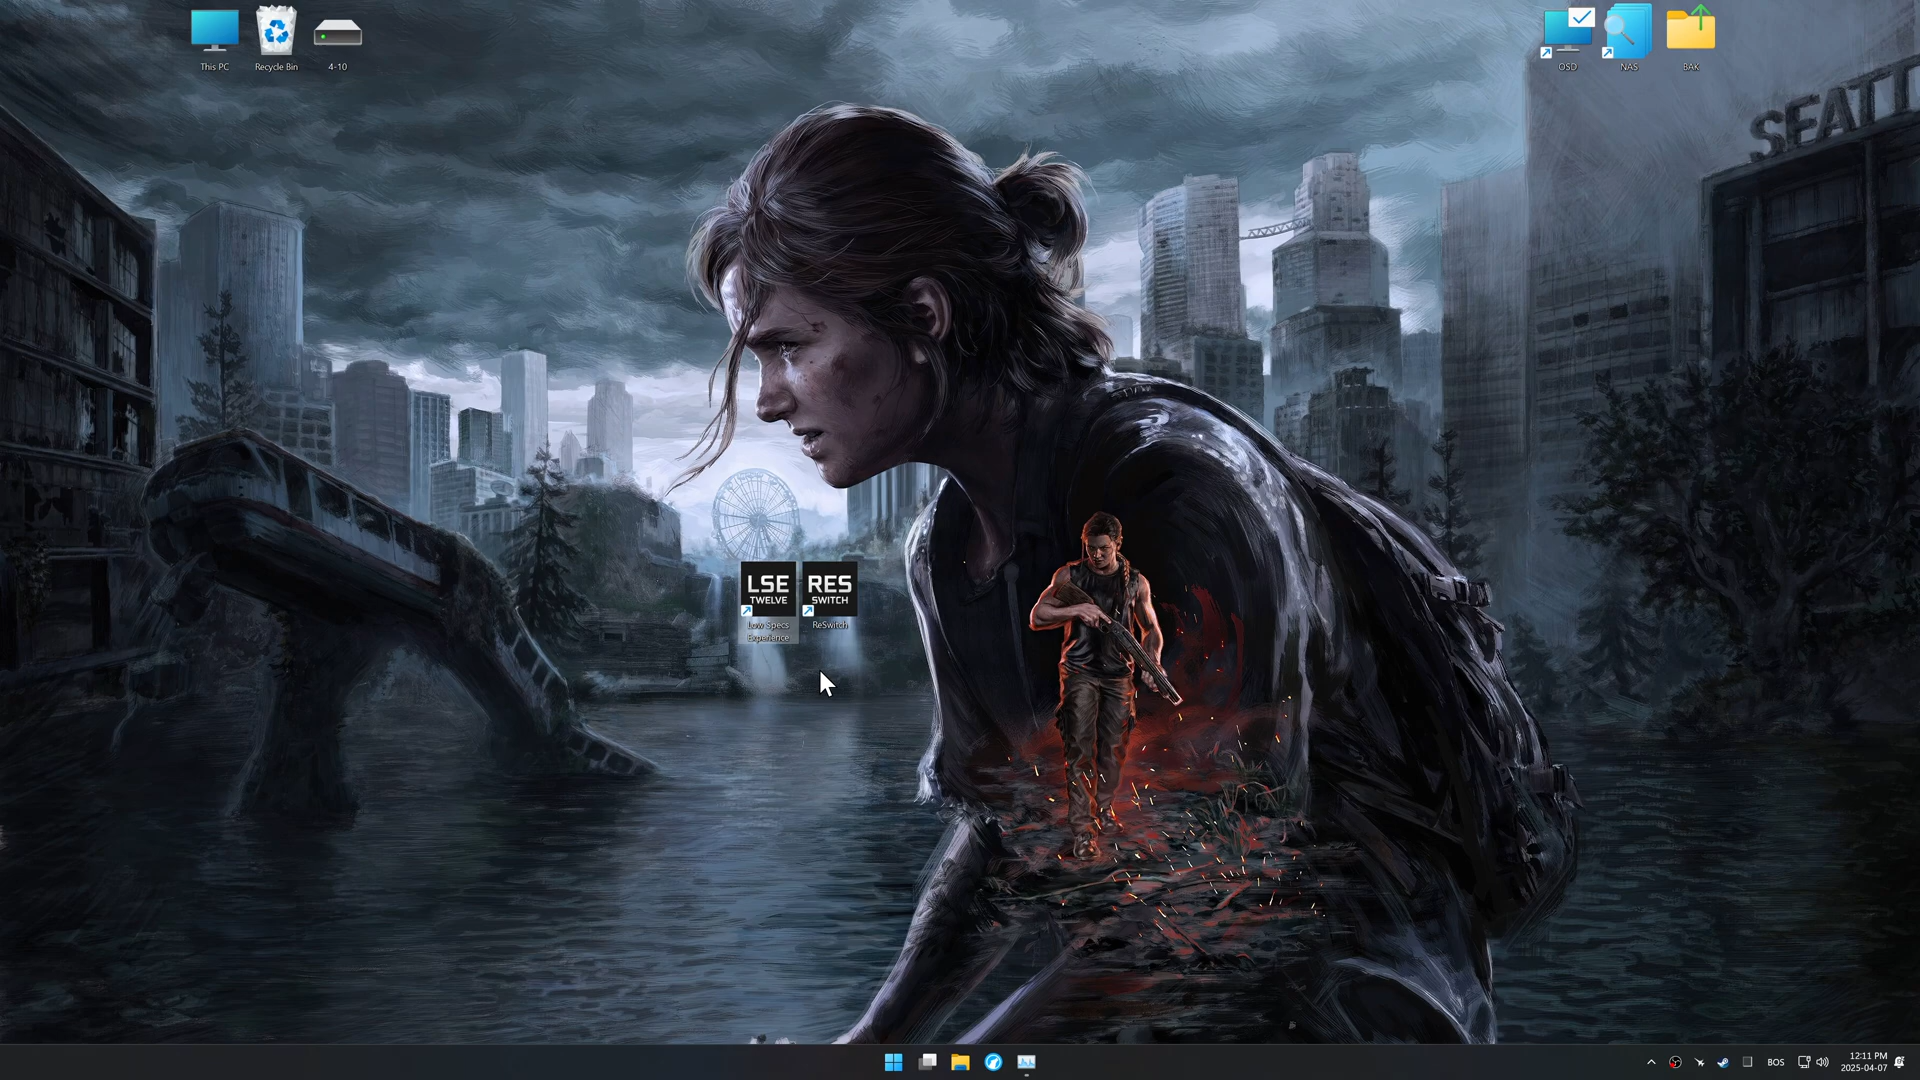 This PC
Recycle Bin
4-10
OSD
NAS
BAK
SEATT
LSE
TWELVE
RES
SWITCH
Low Specs
Experience
ReSwitch
BOS
12:11 PM
2025-04-07